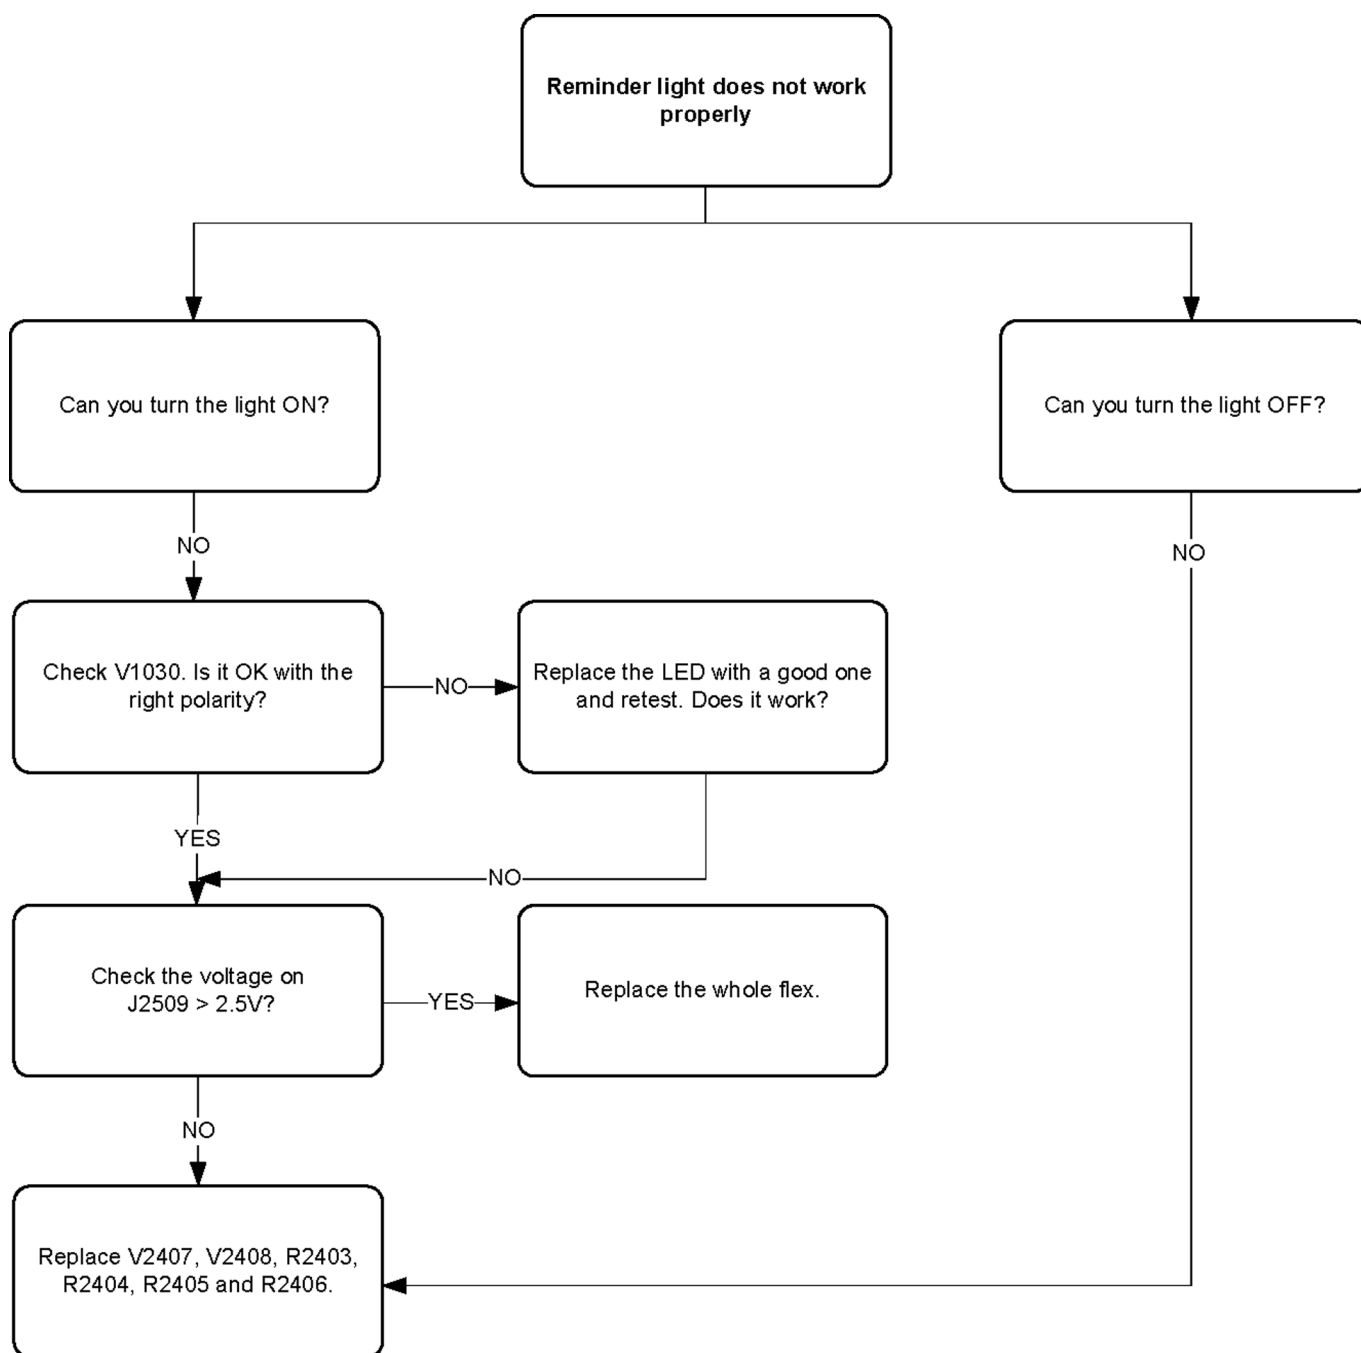 Reminder light does not work
properly
Can you turn the light ON?
Can you turn the light OFF?
NO
NO
Check V1030. Is it OK with the
right polarity?
NO
Replace the LED with a good one
and retest. Does it work?
YES
NO
Check the voltage on
J2509 > 2.5V?
YES
Replace the whole flex.
NO
Replace V2407, V2408, R2403,
R2404, R2405 and R2406.